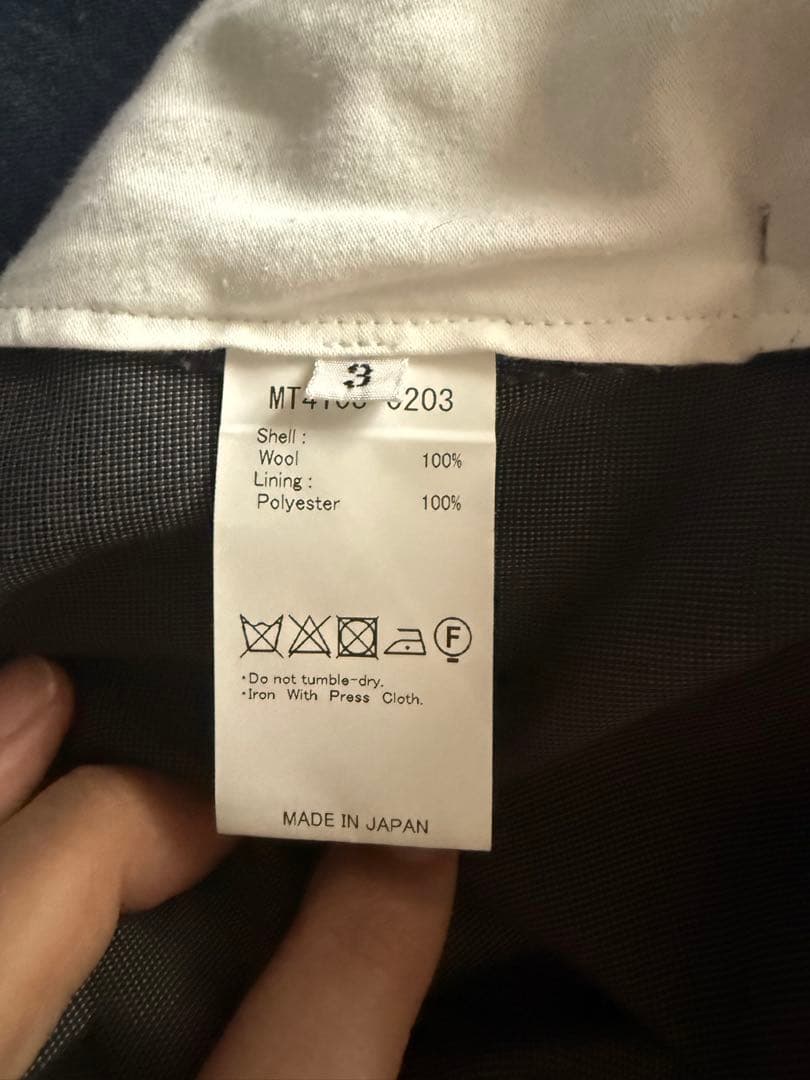 3
203
Shell :
Wool 100%
Lining :
Polyester 100%
F
・Do not tumble-dry.
・Iron With Press Cloth.
MADE IN JAPAN